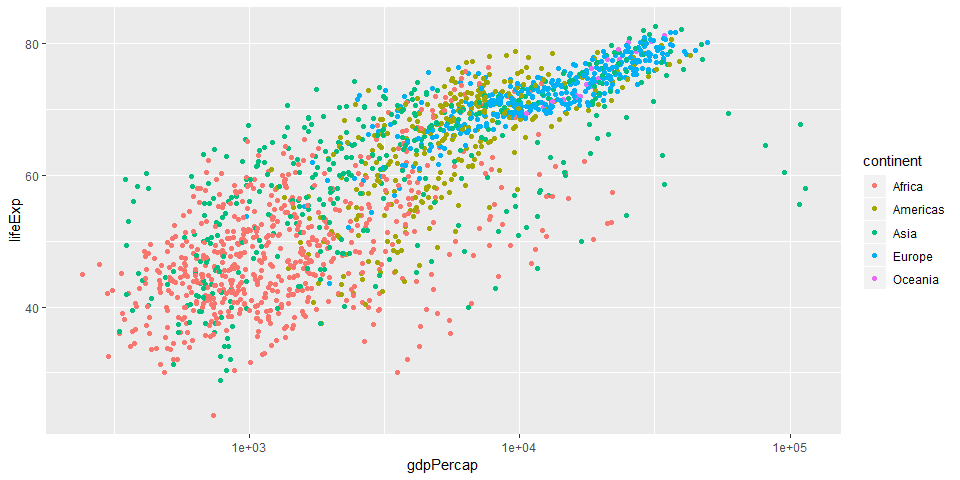 80
60
40
lifeExp
1e+03
1e+04
1e+05
gdpPercap
continent
Africa
Americas
Asia
Europe
Oceania